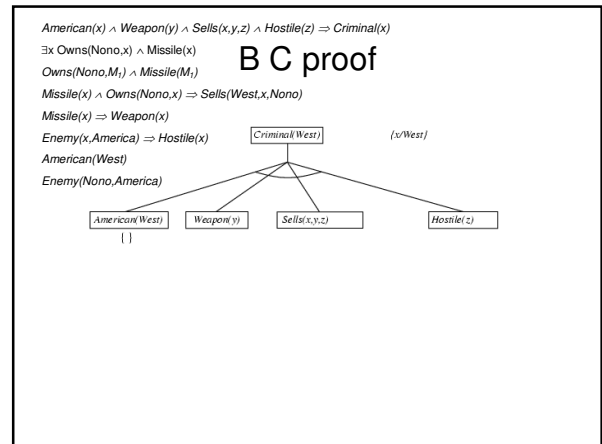 American(x) ∧ Weapon(y) ∧ Sells(x,y,z) ∧ Hostile(z) ⇒ Criminal(x)
∃x Owns(Nono,x) ∧ Missile(x)
B C proof
Owns(Nono,M₁) ∧ Missile(M₁)
Missile(x) ∧ Owns(Nono,x) ⇒ Sells(West,x,Nono)
Missile(x) ⇒ Weapon(x)
Enemy(x,America) ⇒ Hostile(x)
Criminal(West) {x/West}
American(West)
Enemy(Nono,America)
American(West) Weapon(y) Sells(x,y,z) Hostile(z)
{ }